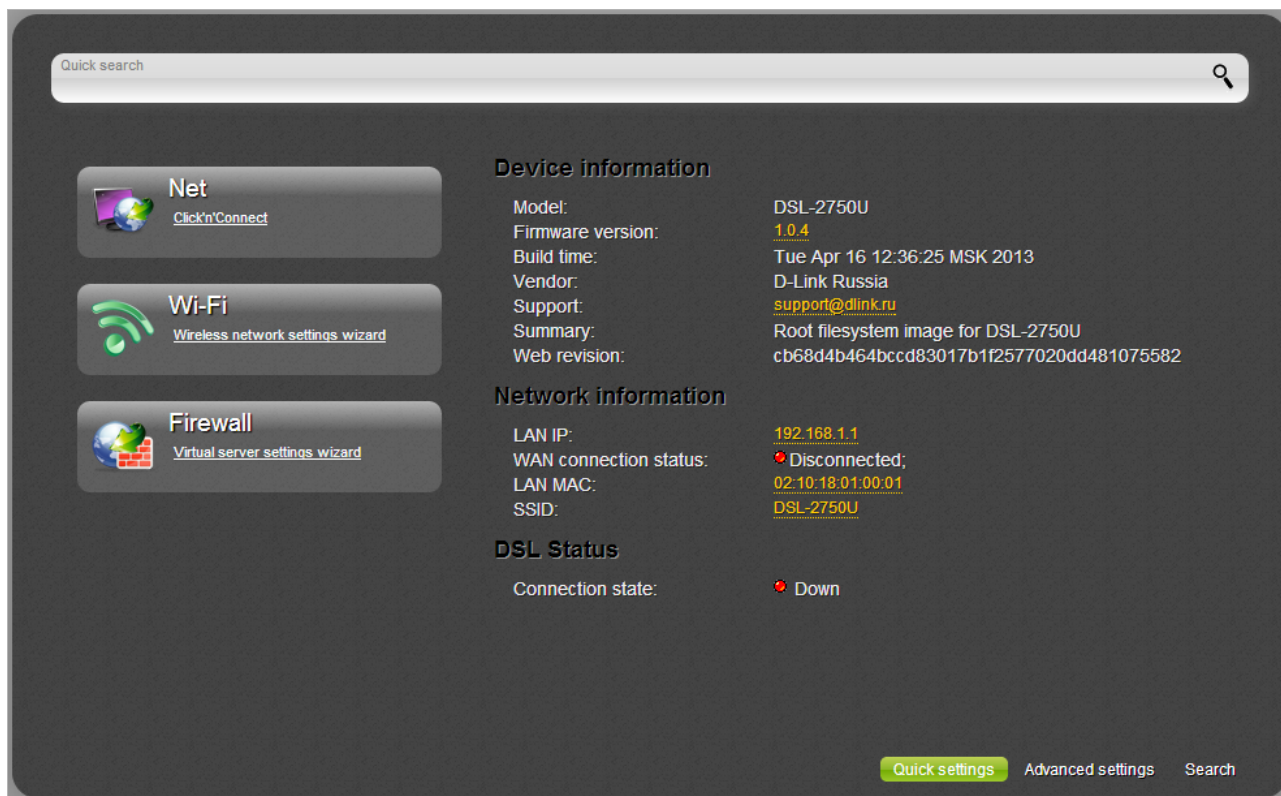 Quick search
Net
Click'n'Connect
Wi-Fi
Wireless network settings wizard
Firewall
Virtual server settings wizard
Device information
Model: DSL-2750U
Firmware version: 1.0.4
Build time: Tue Apr 16 12:36:25 MSK 2013
Vendor: D-Link Russia
Support: support@dlink.ru
Summary: Root filesystem image for DSL-2750U
Web revision: cb68d4b464bccd83017b1f2577020dd481075582
Network information
LAN IP: 192.168.1.1
WAN connection status: Disconnected;
LAN MAC: 02:10:18:01:00:01
SSID: DSL-2750U
DSL Status
Connection state: Down
Quick settings Advanced settings Search